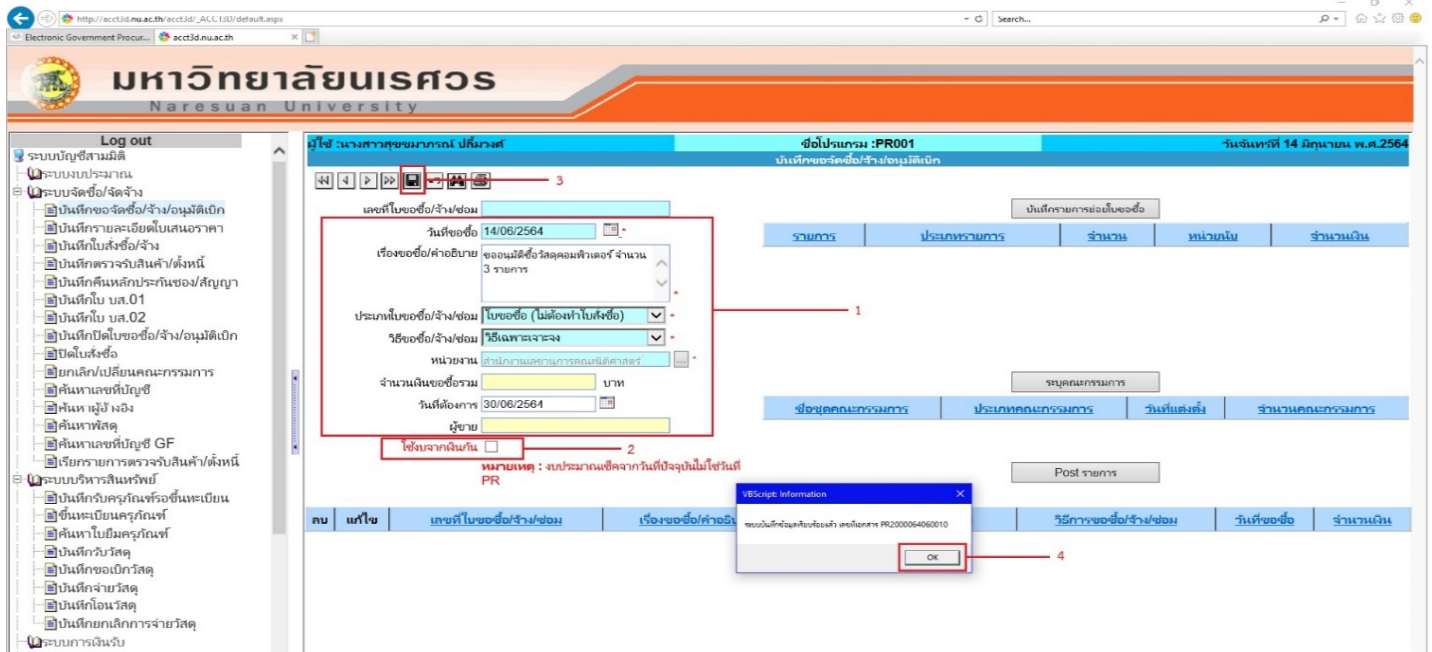 http://acct3d.nu.ac.th/acct3d/_ACCT3D/default.aspx
Search...
Electronic Government Procur...
acct3d.nu.ac.th
มหาวิทยาลัยนเรศวร
Naresuan University
Log out
ระบบบัญชีสามมิติ
ระบบงบประมาณ
ระบบจัดซื้อ/จัดจ้าง
บันทึกขอจัดซื้อ/จ้าง/อนุมัติเบิก
บันทึกรายละเอียดใบเสนอราคา
บันทึกใบสั่งซื้อ/จ้าง
บันทึกตรวจรับสินค้า/ตั้งหนี้
บันทึกคืนหลักประกันซอง/สัญญา
บันทึกใบ บส.01
บันทึกใบ บส.02
บันทึกปิดใบขอซื้อ/จ้าง/อนุมัติเบิก
ปิดใบสั่งซื้อ
ยกเลิก/เปลี่ยนคณะกรรมการ
ค้นหาเลขที่บัญชี
ค้นหาผู้อ้างอิง
ค้นหาพัสดุ
ค้นหาเลขที่บัญชี GF
เรียกรายการตรวจรับสินค้า/ตั้งหนี้
ระบบบริหารสินทรัพย์
บันทึกรับครุภัณฑ์รอขึ้นทะเบียน
ขึ้นทะเบียนครุภัณฑ์
ค้นหาใบยืมครุภัณฑ์
บันทึกรับวัสดุ
บันทึกขอเบิกวัสดุ
บันทึกจ่ายวัสดุ
บันทึกโอนวัสดุ
บันทึกยกเลิกการจ่ายวัสดุ
ระบบการเงินรับ
ผู้ใช้ :นางสาวสุขขมาภรณ์ ปลื้มวงศ์
ชื่อโปรแกรม :PR001
วันจันทร์ที่ 14 มิถุนายน พ.ศ.2564
บันทึกขอจัดซื้อ/จ้าง/อนุมัติเบิก
3
เลขที่ใบขอซื้อ/จ้าง/ซ่อม
บันทึกรายการย่อยใบขอซื้อ
วันที่ขอซื้อ 14/06/2564 *
รายการ ประเภทรายการ จำนวน หน่วยนับ จำนวนเงิน
เรื่องขอซื้อ/คำอธิบาย ขออนุมัติซื้อวัสดุคอมพิวเตอร์ จำนวน
3 รายการ
*
ประเภทใบขอซื้อ/จ้าง/ซ่อม ใบขอซื้อ (ไม่ต้องทำใบสั่งซื้อ) *
1
วิธีขอซื้อ/จ้าง/ซ่อม วิธีเฉพาะเจาะจง *
หน่วยงาน สำนักงานเลขานุการคณะนิติศาสตร์ ... *
จำนวนเงินขอซื้อรวม บาท
ระบุคณะกรรมการ
วันที่ต้องการ 30/06/2564
ชื่อชุดคณะกรรมการ ประเภทคณะกรรมการ วันที่แต่งตั้ง จำนวนคณะกรรมการ
ผู้ขาย
ใช้งบจากเงินกัน
2
หมายเหตุ : งบประมาณเช็คจากวันที่ปัจจุบันไม่ใช่วันที่
PR
Post รายการ
VBScript: Information
ระบบบันทึกข้อมูลเรียบร้อยแล้ว เลขที่เอกสาร PR2000064060010
OK
4
ลบ แก้ไข เลขที่ใบขอซื้อ/จ้าง/ซ่อม เรื่องขอซื้อ/คำอธิบ วิธีการขอซื้อ/จ้าง/ซ่อม วันที่ขอซื้อ จำนวนเงิน